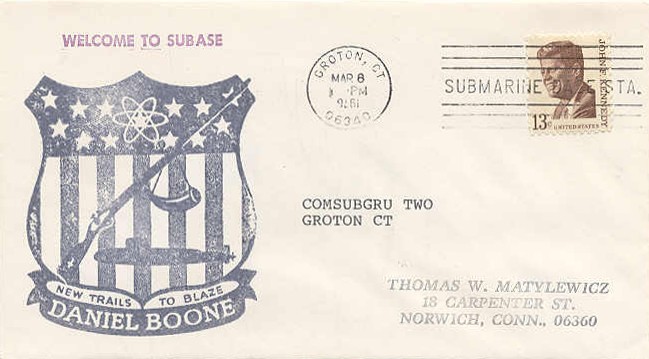 WELCOME TO SUBASE
GROTON, CT
MAR 8
PM
06340
SUBMARINE BASE STA.
JOHN F. KENNEDY
13c
UNITED STATES
COMSUBGRU TWO
GROTON CT
NEW TRAILS TO BLAZE
DANIEL BOONE
THOMAS W. MATYLEWICZ
18 CARPENTER ST.
NORWICH, CONN., 06360